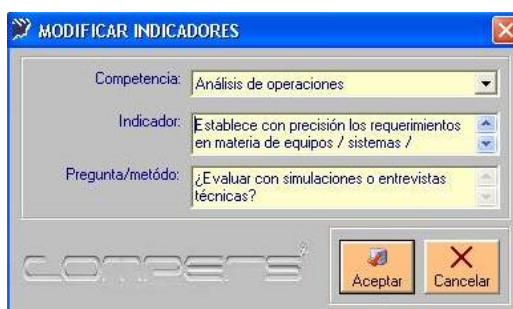 MODIFICAR INDICADORES
Competencia: Análisis de operaciones
Indicador: Establece con precisión los requerimientos
en materia de equipos / sistemas /
Pregunta/metódo: ¿Evaluar con simulaciones o entrevistas
técnicas?
COMPERS
Aceptar Cancelar